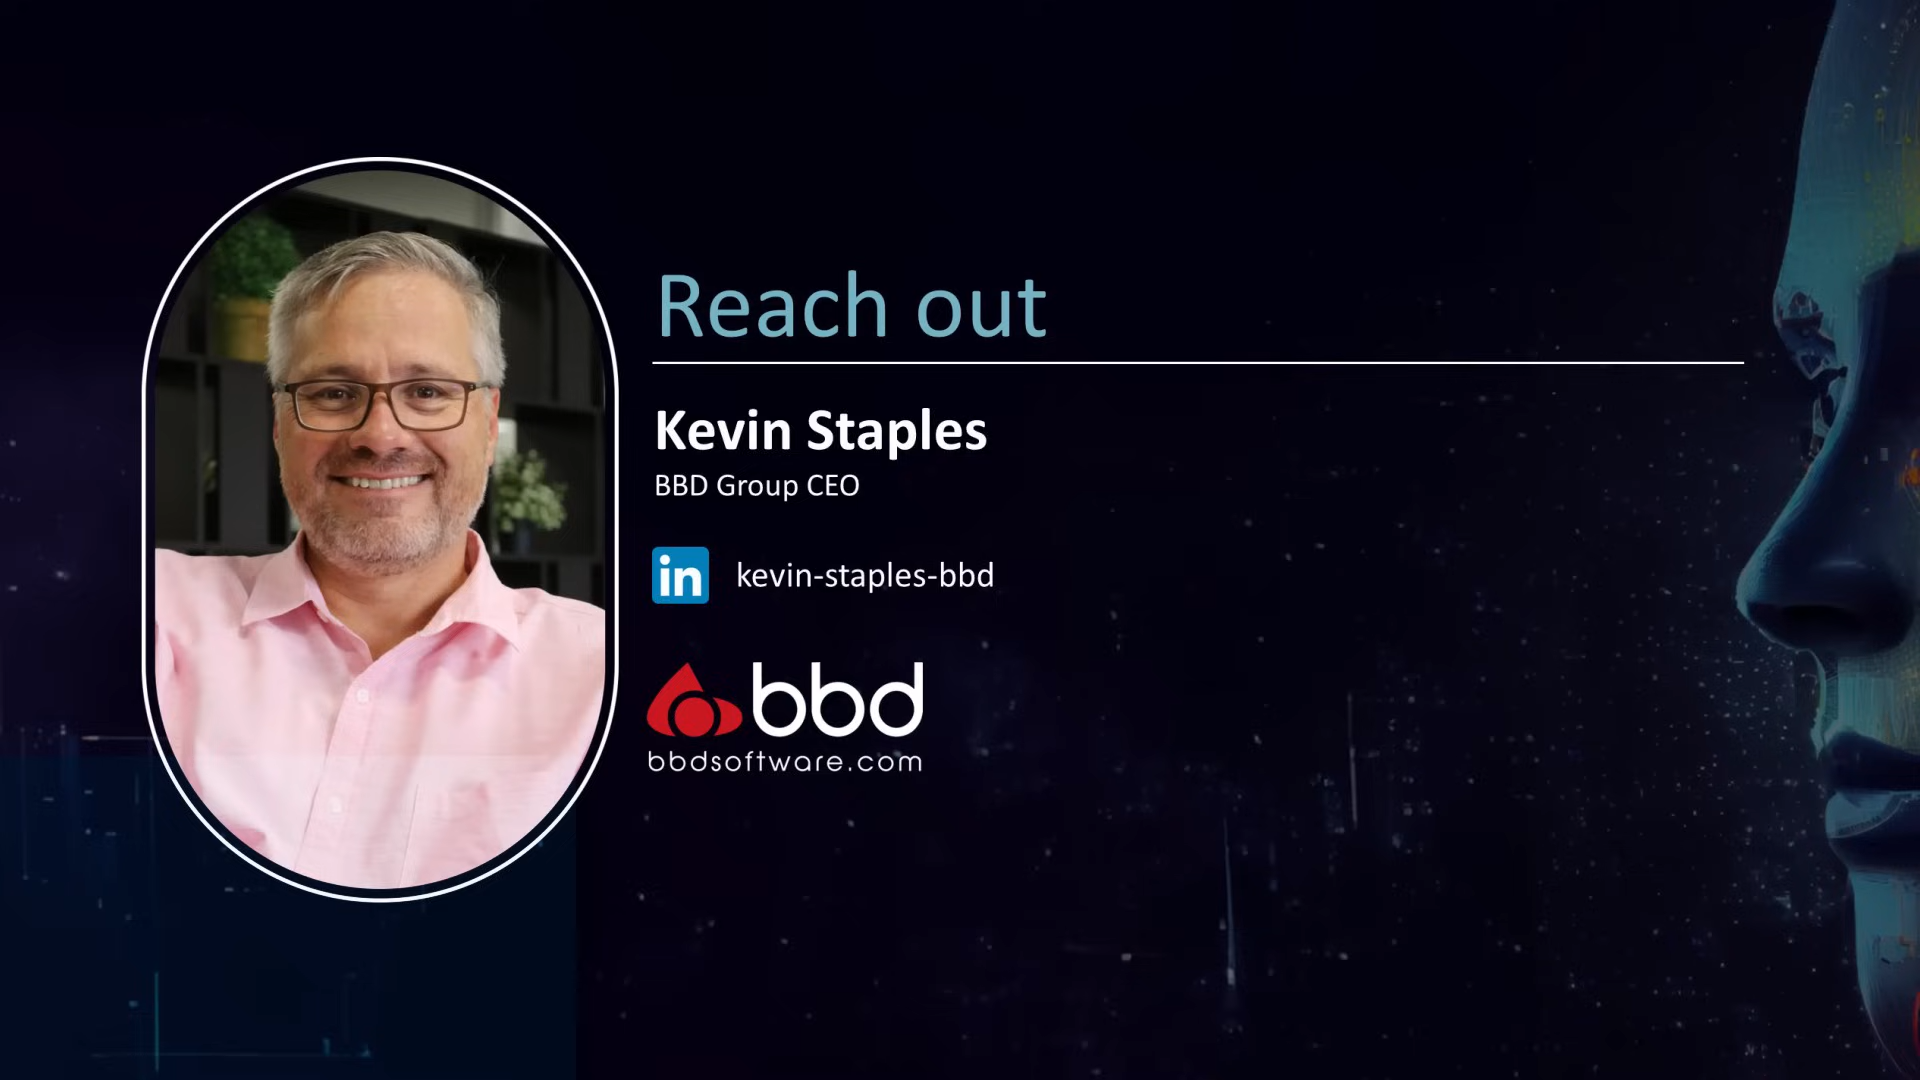 Reach out
Kevin Staples
BBD Group CEO
in kevin-staples-bbd
bbd
bbdsoftware.com